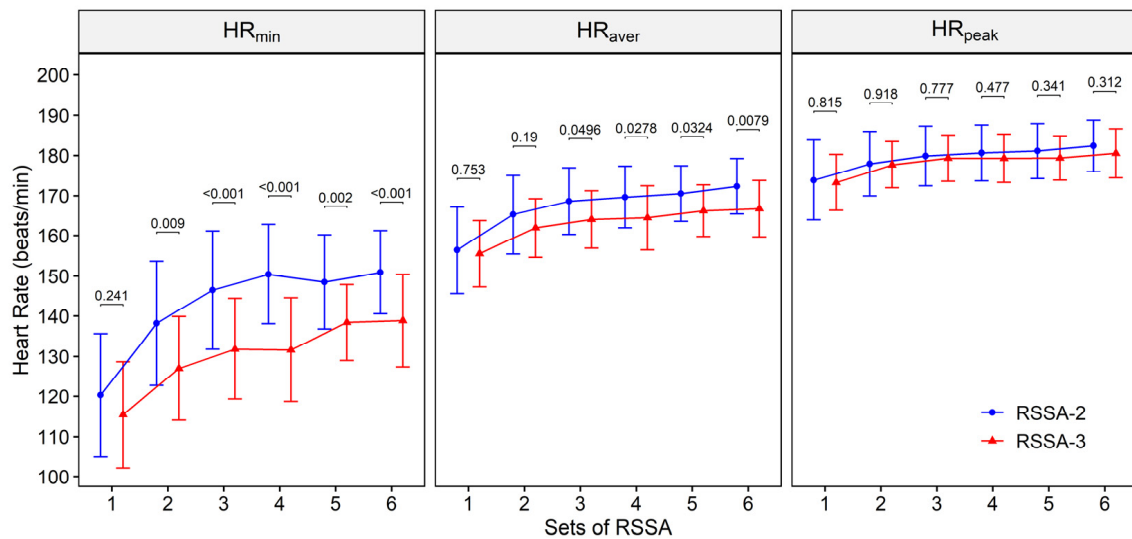 HRmin HRaver HRpeak
Heart Rate (beats/min)
200
190
180
170
160
150
140
130
120
110
100
0.241 0.009 <0.001 <0.001 0.002 <0.001
0.753 0.19 0.0496 0.0278 0.0324 0.0079
0.815 0.918 0.777 0.477 0.341 0.312
RSSA-2
RSSA-3
1 2 3 4 5 6 1 2 3 4 5 6 1 2 3 4 5 6
Sets of RSSA